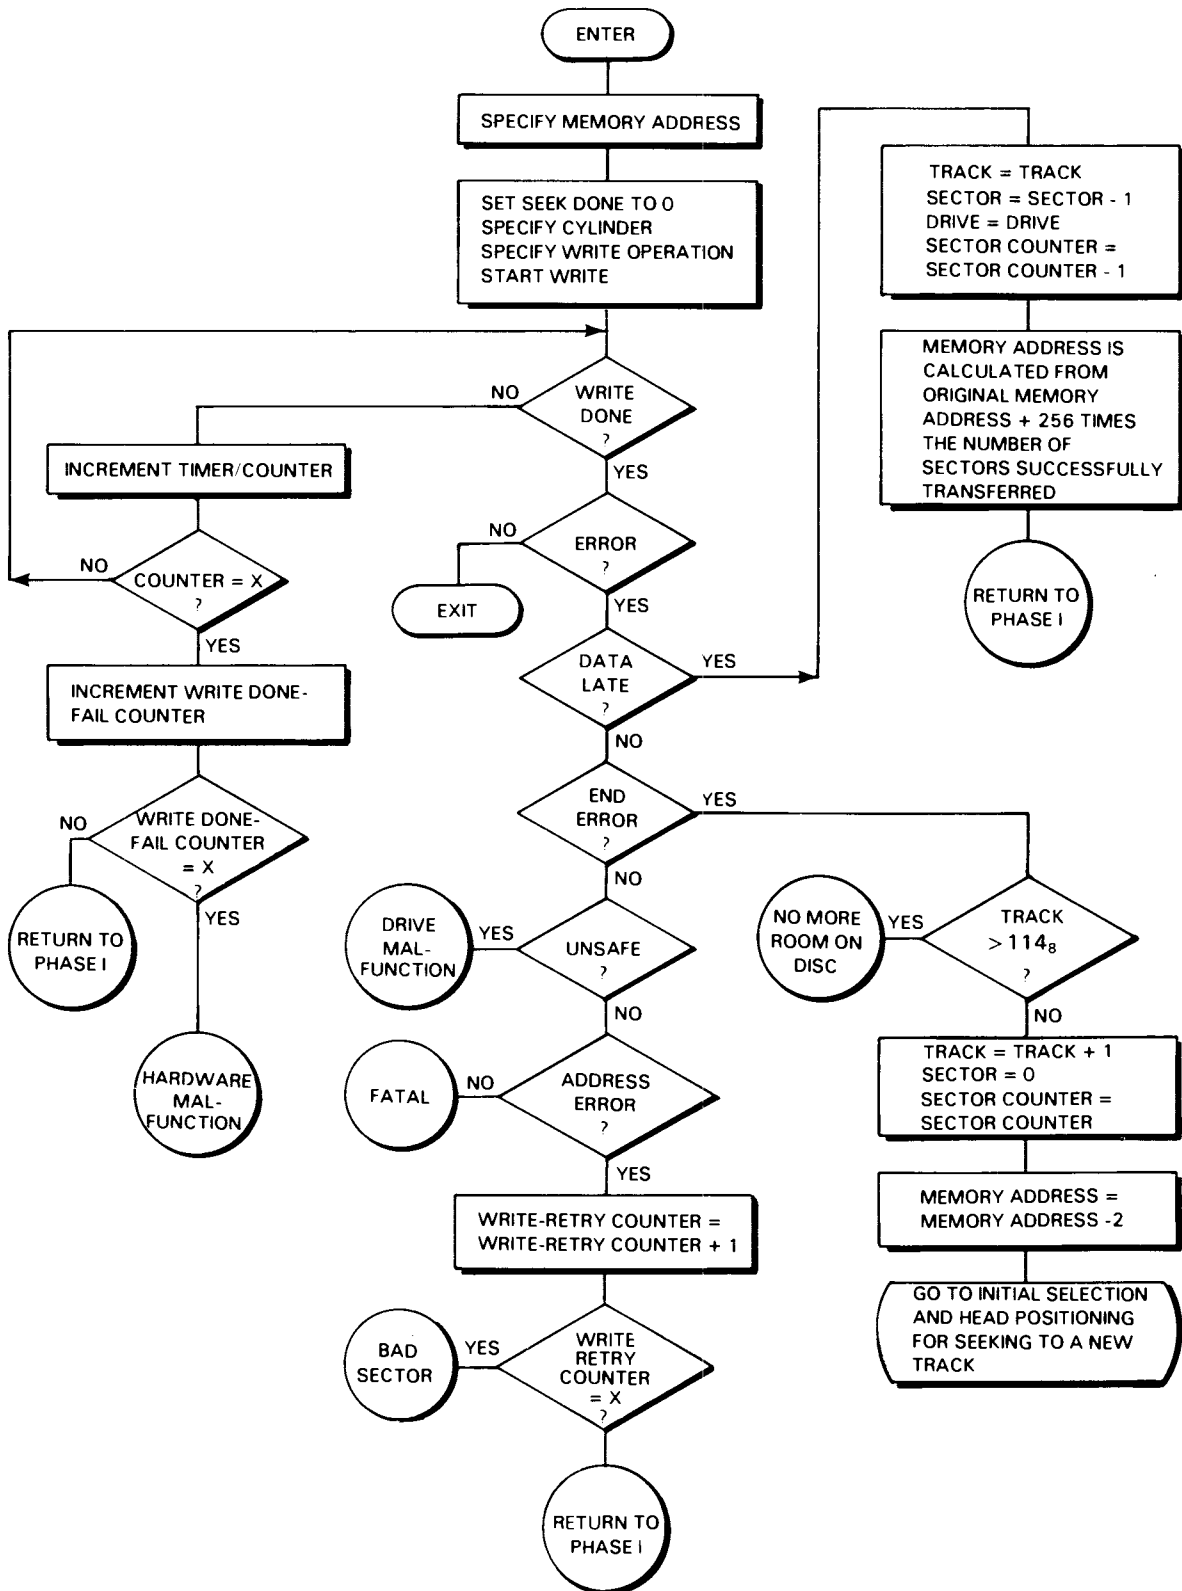 ENTER
SPECIFY MEMORY ADDRESS
SET SEEK DONE TO 0
SPECIFY CYLINDER
SPECIFY WRITE OPERATION
START WRITE
TRACK = TRACK
SECTOR = SECTOR - 1
DRIVE = DRIVE
SECTOR COUNTER =
SECTOR COUNTER - 1
MEMORY ADDRESS IS
CALCULATED FROM
ORIGINAL MEMORY
ADDRESS + 256 TIMES
THE NUMBER OF
SECTORS SUCCESSFULLY
TRANSFERRED
RETURN TO
PHASE I
WRITE
DONE
?
NO
YES
INCREMENT TIMER/COUNTER
COUNTER = X
?
NO
YES
INCREMENT WRITE DONE-
FAIL COUNTER
WRITE DONE-
FAIL COUNTER
= X
?
NO
YES
RETURN TO
PHASE I
HARDWARE
MAL-
FUNCTION
ERROR
?
NO
YES
EXIT
DATA
LATE
?
YES
NO
END
ERROR
?
YES
NO
TRACK
> 114₈
?
YES
NO
NO MORE
ROOM ON
DISC
TRACK = TRACK + 1
SECTOR = 0
SECTOR COUNTER =
SECTOR COUNTER
MEMORY ADDRESS =
MEMORY ADDRESS -2
GO TO INITIAL SELECTION
AND HEAD POSITIONING
FOR SEEKING TO A NEW
TRACK
UNSAFE
?
YES
NO
DRIVE
MAL-
FUNCTION
ADDRESS
ERROR
?
NO
YES
FATAL
WRITE-RETRY COUNTER =
WRITE-RETRY COUNTER + 1
WRITE
RETRY
COUNTER
= X
?
YES
BAD
SECTOR
RETURN TO
PHASE I